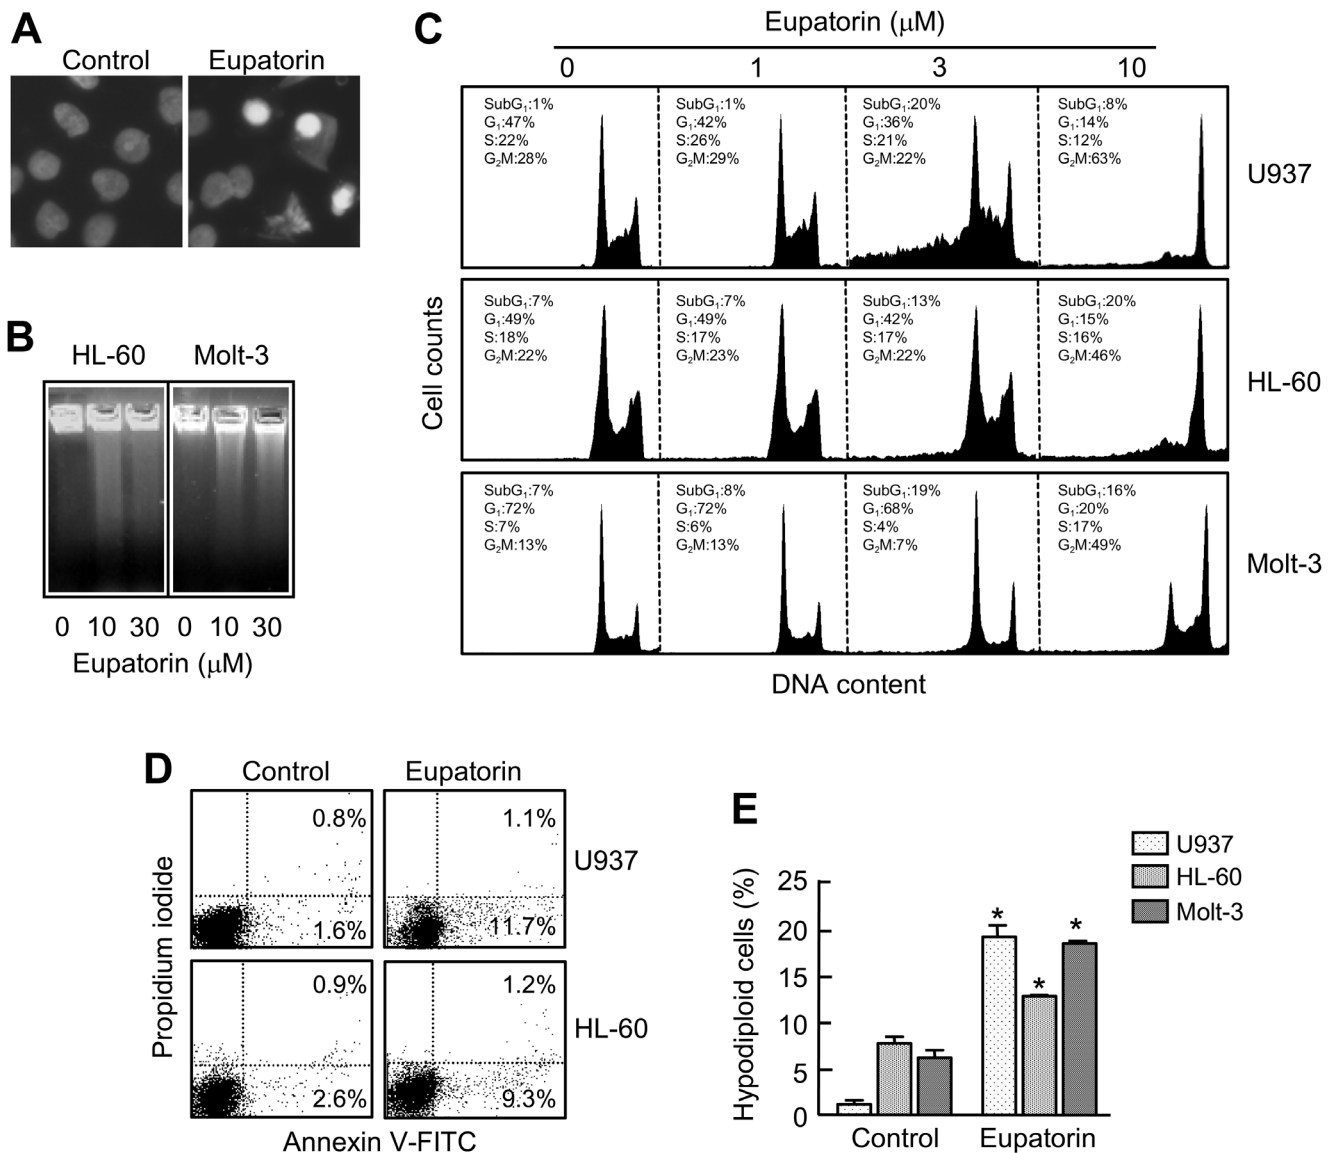 A
Control Eupatorin
B
HL-60 Molt-3
0 10 30 0 10 30
Eupatorin (μM)
C
Eupatorin (μM)
0 1 3 10
SubG₁:1% SubG₁:1% SubG₁:20% SubG₁:8%
G₁:47% G₁:42% G₁:36% G₁:14%
S:22% S:26% S:21% S:12%
G₂M:28% G₂M:29% G₂M:22% G₂M:63%
U937
SubG₁:7% SubG₁:7% SubG₁:13% SubG₁:20%
G₁:49% G₁:49% G₁:42% G₁:15%
S:18% S:17% S:17% S:16%
G₂M:22% G₂M:23% G₂M:22% G₂M:46%
HL-60
SubG₁:7% SubG₁:8% SubG₁:19% SubG₁:16%
G₁:72% G₁:72% G₁:68% G₁:20%
S:7% S:6% S:4% S:17%
G₂M:13% G₂M:13% G₂M:7% G₂M:49%
Molt-3
Cell counts
DNA content
D
Control Eupatorin
0.8% 1.1%
U937
1.6% 11.7%
0.9% 1.2%
HL-60
2.6% 9.3%
Propidium iodide
Annexin V-FITC
E
U937
HL-60
Molt-3
Hypodiploid cells (%)
25
20
15
10
5
0
* * *
Control Eupatorin